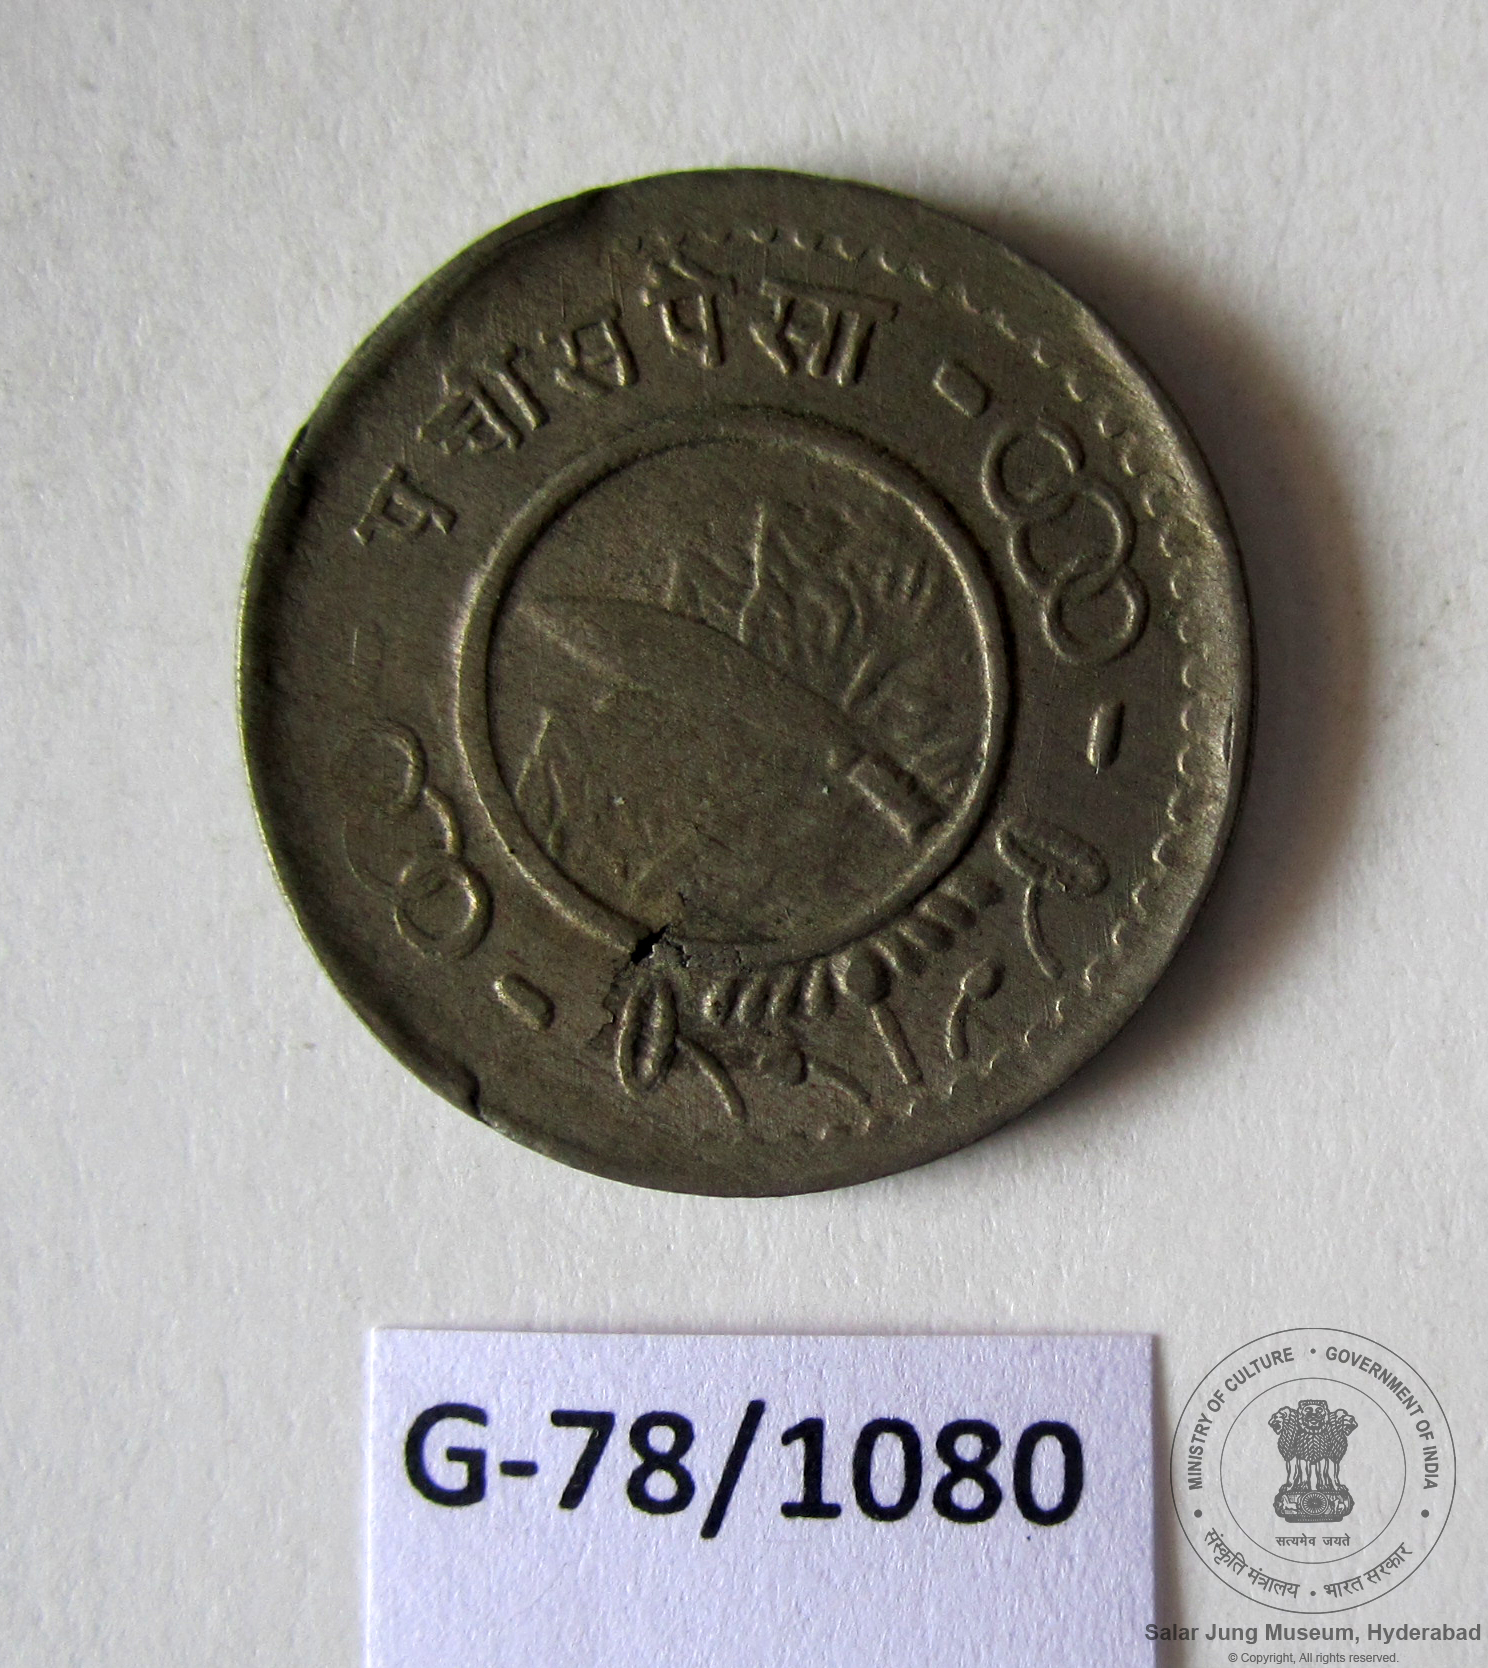 पचास पैसा
G-78/1080
MINISTRY OF CULTURE • GOVERNMENT OF INDIA
सत्यमेव जयते
संस्कृति मंत्रालय • भारत सरकार
Salar Jung Museum, Hyderabad
© Copyright, All rights reserved.